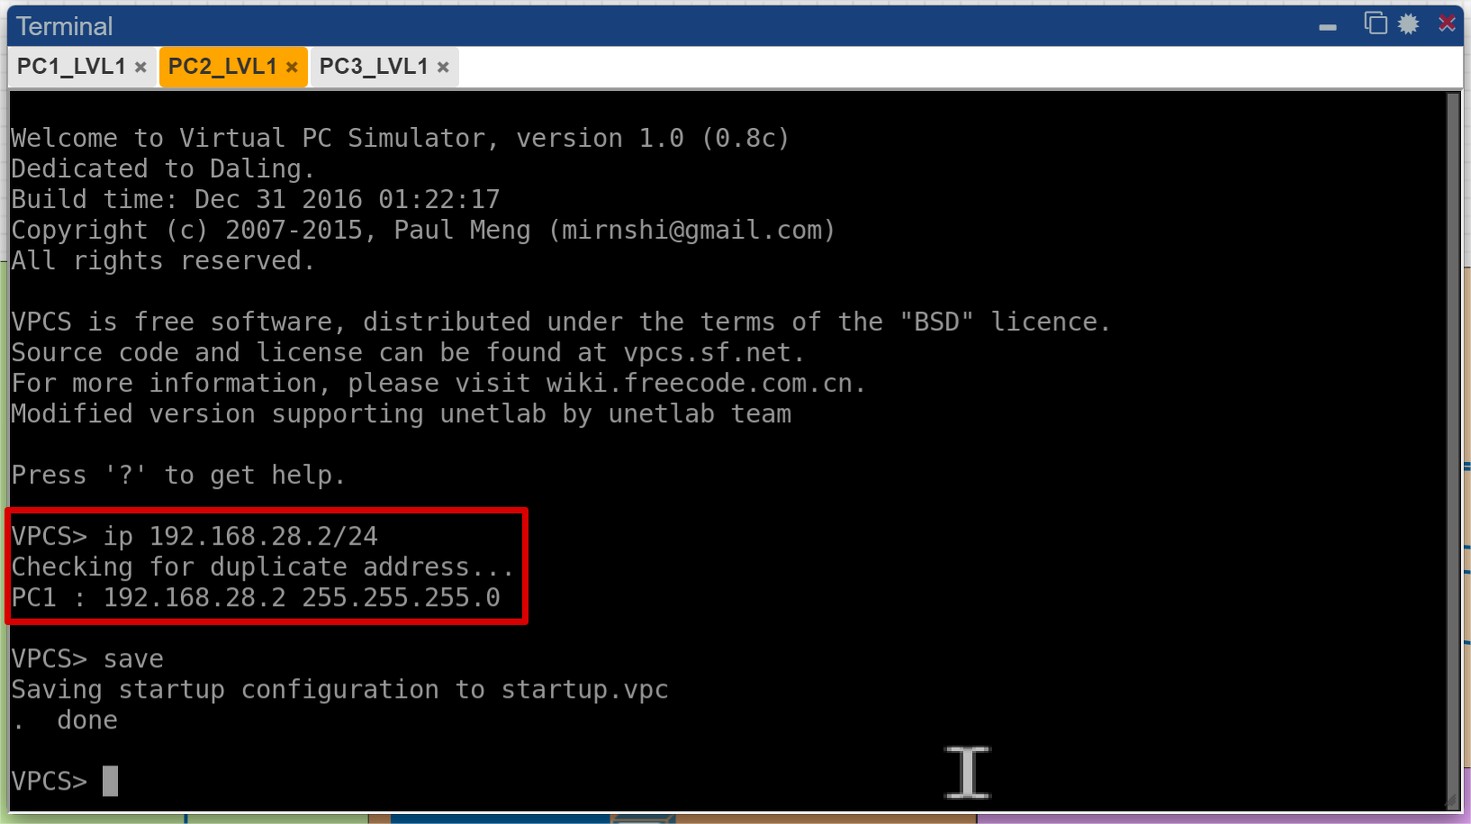 Terminal
PC1_LVL1 × PC2_LVL1 × PC3_LVL1 ×
Welcome to Virtual PC Simulator, version 1.0 (0.8c)
Dedicated to Daling.
Build time: Dec 31 2016 01:22:17
Copyright (c) 2007-2015, Paul Meng (mirnshi@gmail.com)
All rights reserved.
VPCS is free software, distributed under the terms of the "BSD" licence.
Source code and license can be found at vpcs.sf.net.
For more information, please visit wiki.freecode.com.cn.
Modified version supporting unetlab by unetlab team
Press '?' to get help.
VPCS> ip 192.168.28.2/24
Checking for duplicate address...
PC1 : 192.168.28.2 255.255.255.0
VPCS> save
Saving startup configuration to startup.vpc
.  done
VPCS>